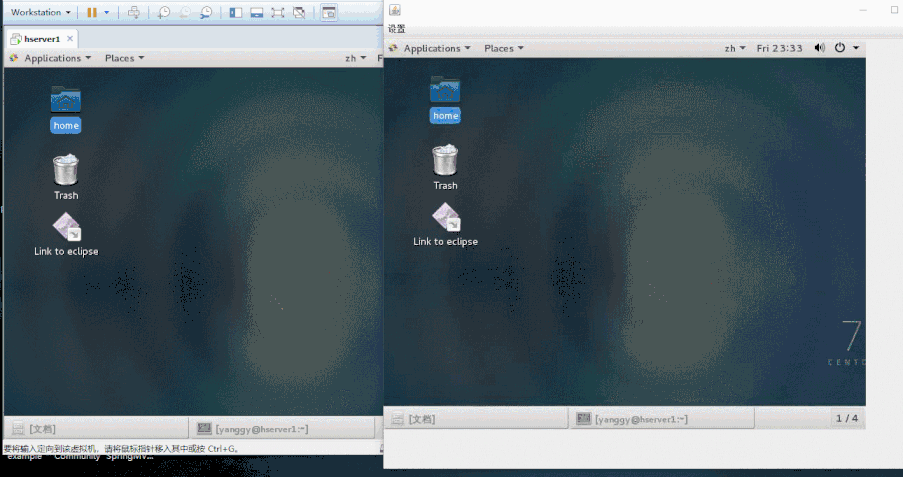 Workstation
设置
hserver1
Applications Places zh F
Applications Places zh Fri 23:33
home
home
Trash
Trash
Link to eclipse
Link to eclipse
7
CENTO
[文档] [yanggy@hserver1:~]
[文档] [yanggy@hserver1:~] 1 / 4
要将输入定向到该虚拟机，请将鼠标指针移入其中或按 Ctrl+G。
example Community SpringMV...